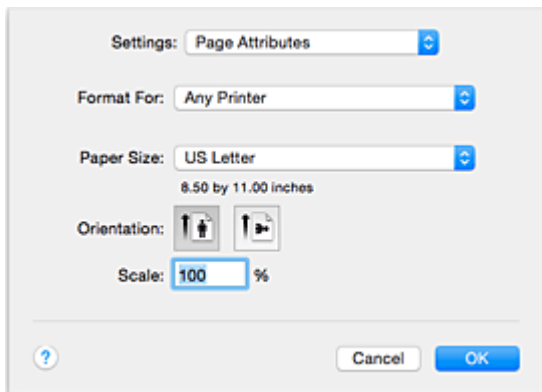 Settings: Page Attributes
Format For: Any Printer
Paper Size: US Letter
8.50 by 11.00 inches
Orientation:
Scale: 100 %
? Cancel OK